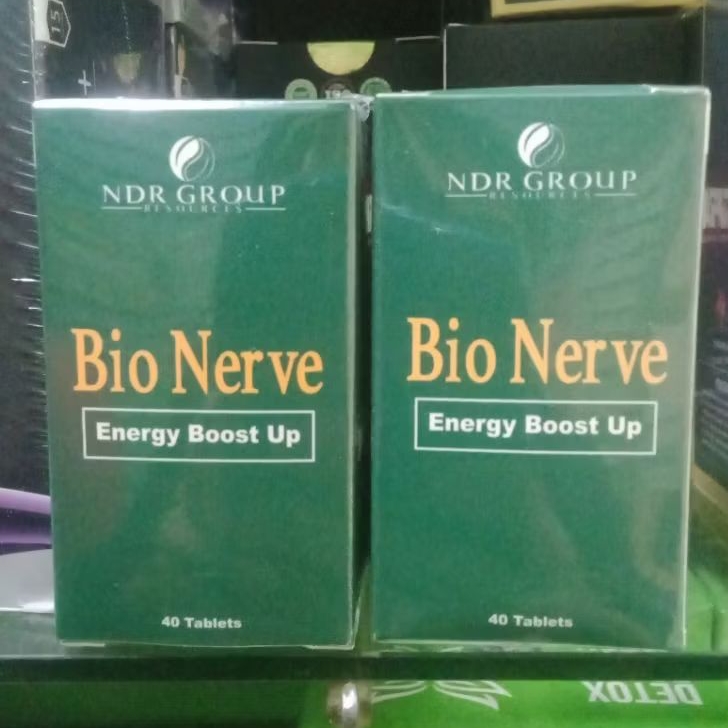 NDR GROUP
RESOURCES
Bio Nerve
Energy Boost Up
40 Tablets
NDR GROUP
RESOURCES
Bio Nerve
Energy Boost Up
40 Tablets
DETOX